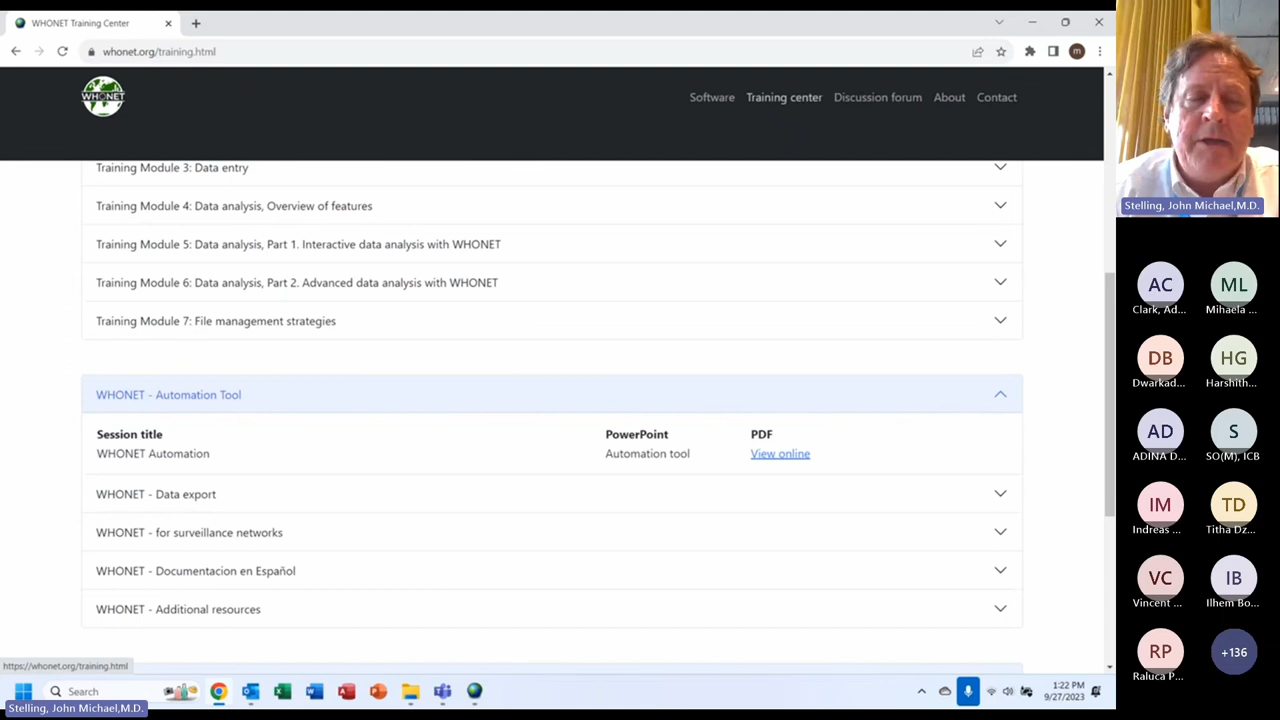 WHONET Training Center
whonet.org/training.html
m
WHONET
Software Training center Discussion forum About Contact
Training Module 3: Data entry
Training Module 4: Data analysis, Overview of features
Training Module 5: Data analysis, Part 1. Interactive data analysis with WHONET
Training Module 6: Data analysis, Part 2. Advanced data analysis with WHONET
Training Module 7: File management strategies
WHONET - Automation Tool
Session title PowerPoint PDF
WHONET Automation Automation tool View online
WHONET - Data export
WHONET - for surveillance networks
WHONET - Documentacion en Español
WHONET - Additional resources
https://whonet.org/training.html
Search
1:22 PM
9/27/2023
Stelling, John Michael,M.D.
Stelling, John Michael,M.D.
AC ML
Clark, Ad... Mihaela ...
DB HG
Dwarkad... Harshith...
AD S
ADINA D... SO(M), ICB
IM TD
Indreas ... Titha Dz...
VC IB
Vincent ... Ilhem Bo...
RP +136
Raluca P...